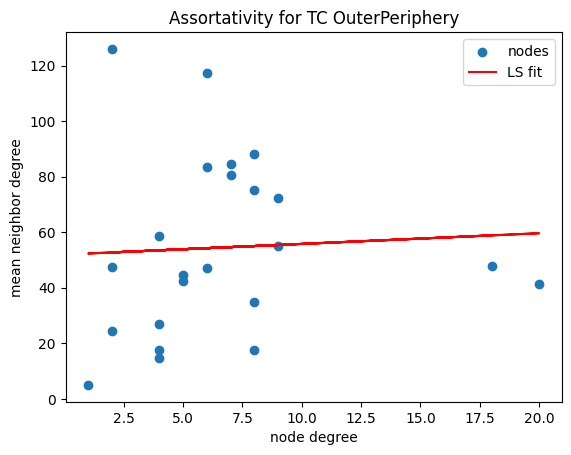 Assortativity for TC OuterPeriphery
nodes
LS fit
mean neighbor degree
120
100
80
60
40
20
0
2.5 5.0 7.5 10.0 12.5 15.0 17.5 20.0
node degree